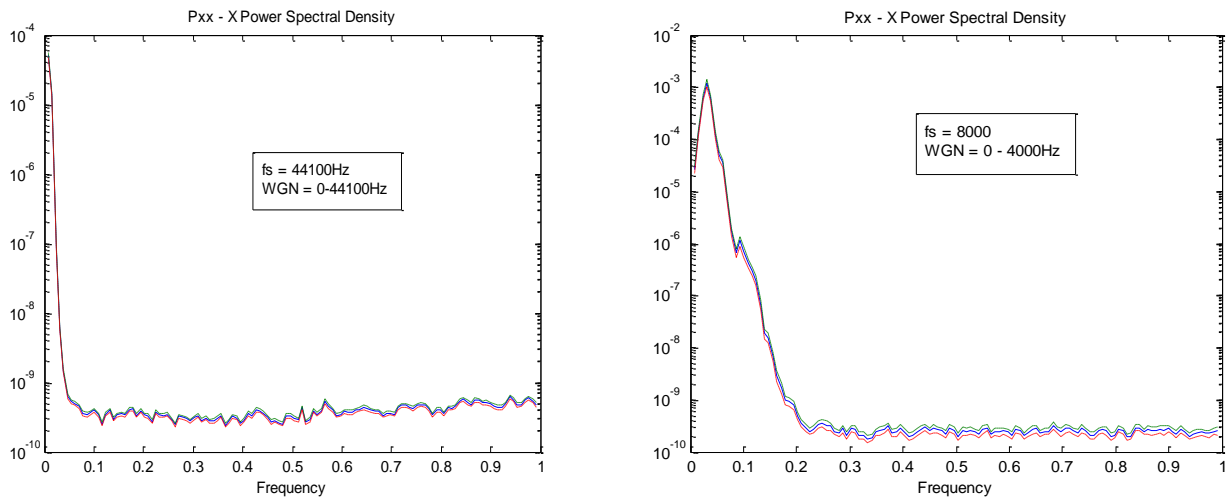 Pxx - X Power Spectral Density
10^-4
10^-5
10^-6
10^-7
10^-8
10^-9
10^-10
fs = 44100Hz
WGN = 0-44100Hz
0 0.1 0.2 0.3 0.4 0.5 0.6 0.7 0.8 0.9 1
Frequency
Pxx - X Power Spectral Density
10^-2
10^-3
10^-4
10^-5
10^-6
10^-7
10^-8
10^-9
10^-10
fs = 8000
WGN = 0 - 4000Hz
0 0.1 0.2 0.3 0.4 0.5 0.6 0.7 0.8 0.9 1
Frequency